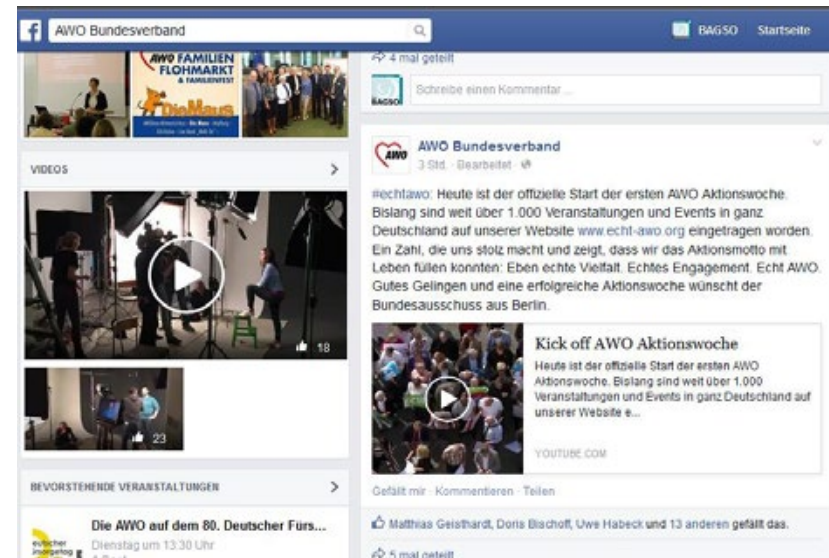 AWO Bundesverband
BAGSO Startseite
AWO FAMILIEN
FLOHMARKT
& FAMILIENFEST
Die Maus
VIDEOS
18
23
BEVORSTEHENDE VERANSTALTUNGEN
Die AWO auf dem 80. Deutscher Fürs...
Dienstag um 13:30 Uhr
4 mal geteilt
BAGSO
Schreibe einen Kommentar ...
AWO
AWO Bundesverband
3 Std. · Bearbeitet ·
#echtawo: Heute ist der offizielle Start der ersten AWO Aktionswoche.
Bislang sind weit über 1.000 Veranstaltungen und Events in ganz
Deutschland auf unserer Website www.echt-awo.org eingetragen worden.
Ein Zahl, die uns stolz macht und zeigt, dass wir das Aktionsmotto mit
Leben füllen konnten: Eben echte Vielfalt. Echtes Engagement. Echt AWO.
Gutes Gelingen und eine erfolgreiche Aktionswoche wünscht der
Bundesausschuss aus Berlin.
Kick off AWO Aktionswoche
Heute ist der offizielle Start der ersten AWO
Aktionswoche. Bislang sind weit über 1.000
Veranstaltungen und Events in ganz Deutschland auf
unserer Website e...
YOUTUBE.COM
Gefällt mir · Kommentieren · Teilen
Matthias Geisthardt, Doris Bischoff, Uwe Habeck und 13 anderen gefällt das.
5 mal geteilt